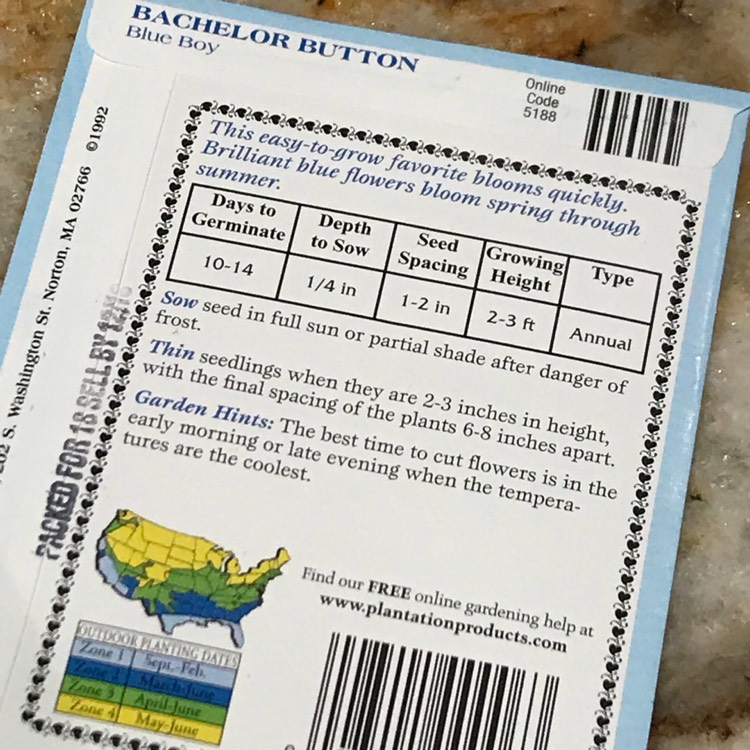 BACHELOR BUTTON
Blue Boy
Online
Code
5188
This easy-to-grow favorite blooms quickly.
Brilliant blue flowers bloom spring through
summer.
Days to
Germinate
Depth
to Sow
Seed
Spacing
Growing
Height
Type
10-14
1/4 in
1-2 in
2-3 ft
Annual
Sow seed in full sun or partial shade after danger of
frost.
Thin seedlings when they are 2-3 inches in height,
with the final spacing of the plants 6-8 inches apart.
Garden Hints: The best time to cut flowers is in the
early morning or late evening when the tempera-
tures are the coolest.
Find our FREE online gardening help at
www.plantationproducts.com
OUTDOOR PLANTING DATES
Zone 1 Sept.-Feb.
Zone 2 March-June
Zone 3 April-June
Zone 4 May-June
202 S. Washington St. Norton, MA 02766 ©1992
PACKED FOR 18 SELL BY